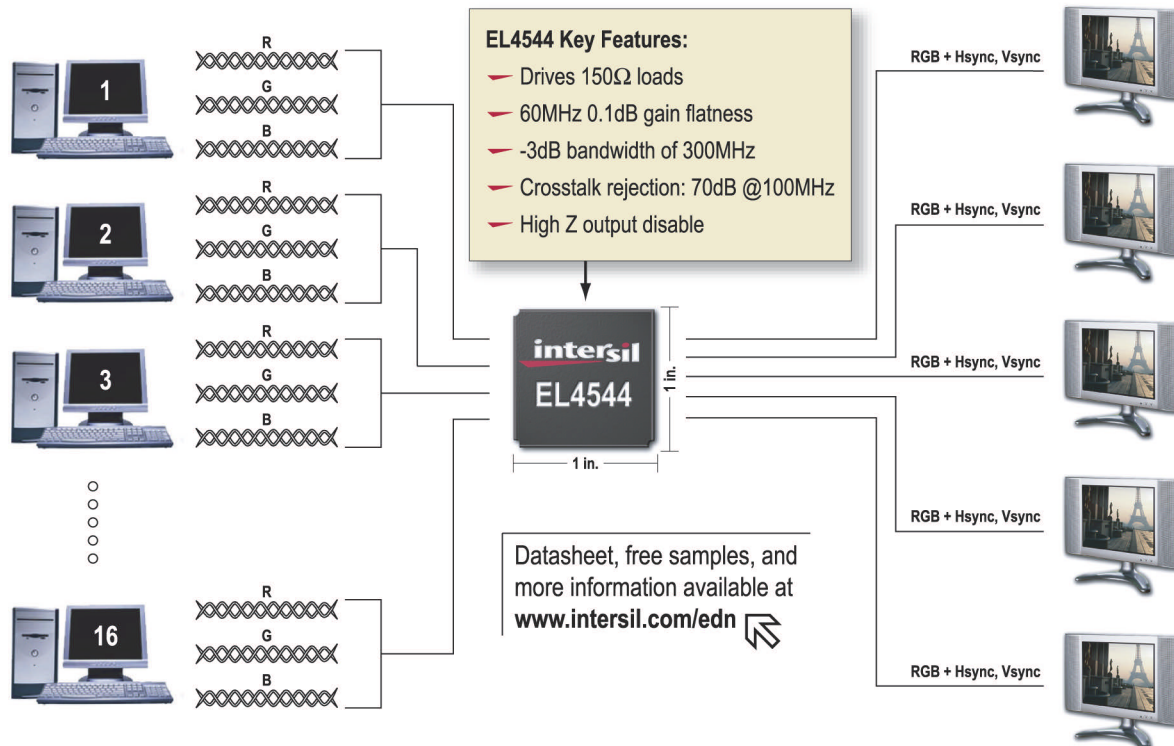 1
R
G
B
2
R
G
B
3
R
G
B
16
R
G
B
EL4544 Key Features:
Drives 150Ω loads
60MHz 0.1dB gain flatness
-3dB bandwidth of 300MHz
Crosstalk rejection: 70dB @100MHz
High Z output disable
intersil
EL4544
1 in.
1 in.
Datasheet, free samples, and
more information available at
www.intersil.com/edn
RGB + Hsync, Vsync
RGB + Hsync, Vsync
RGB + Hsync, Vsync
RGB + Hsync, Vsync
RGB + Hsync, Vsync